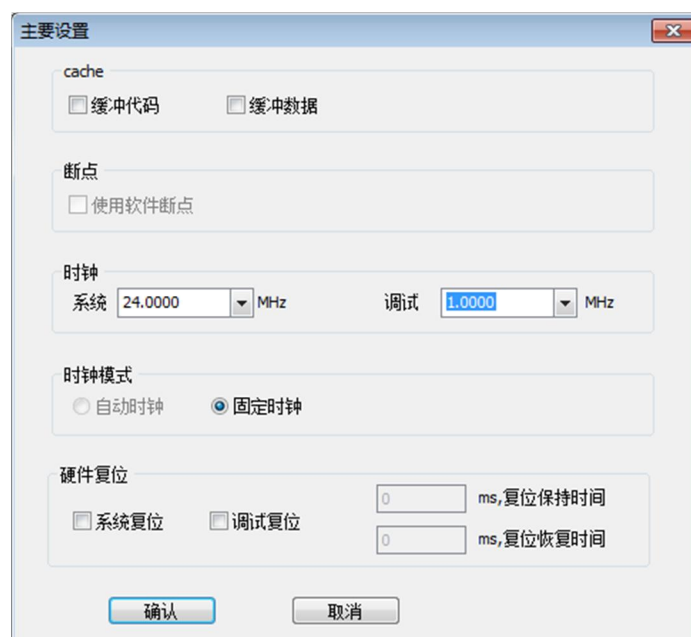 主要设置
cache
缓冲代码 缓冲数据
断点
使用软件断点
时钟
系统 24.0000 MHz 调试 1.0000 MHz
时钟模式
自动时钟 固定时钟
硬件复位
0 ms,复位保持时间
系统复位 调试复位
0 ms,复位恢复时间
确认 取消